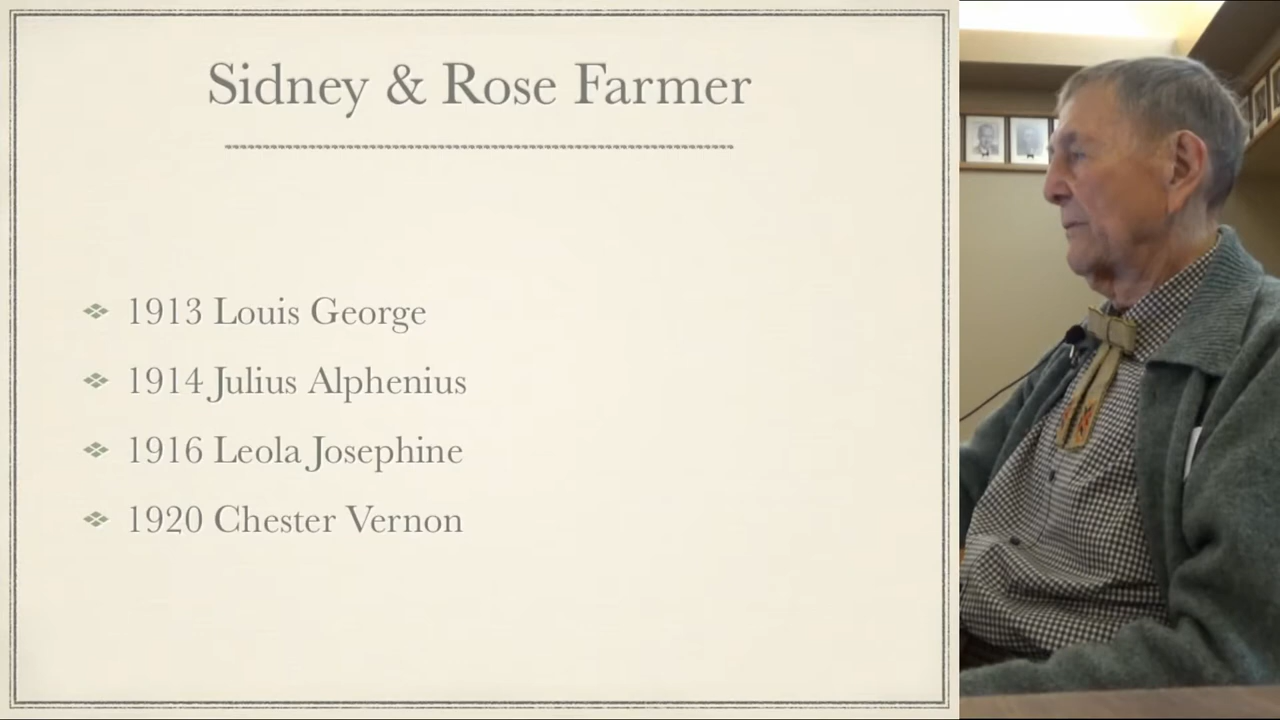 Sidney & Rose Farmer
1913 Louis George
1914 Julius Alphenius
1916 Leola Josephine
1920 Chester Vernon